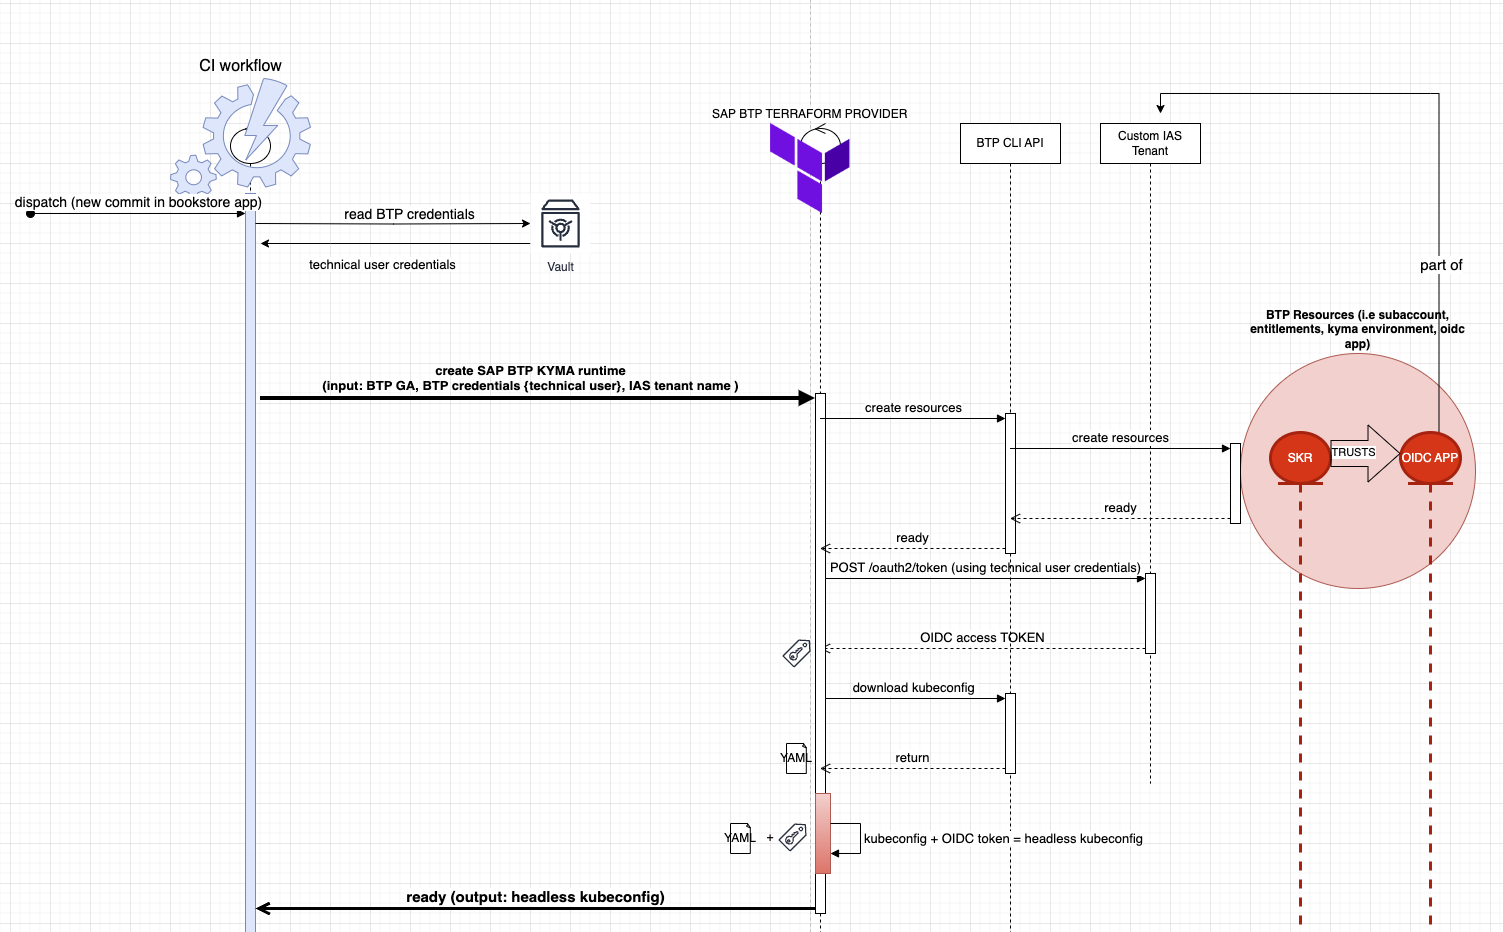 CI workflow
SAP BTP TERRAFORM PROVIDER
BTP CLI API
Custom IAS
Tenant
dispatch (new commit in bookstore app)
read BTP credentials
technical user credentials
Vault
part of
BTP Resources (i.e subaccount,
entitlements, kyma environment, oidc
app)
create SAP BTP KYMA runtime
(input: BTP GA, BTP credentials {technical user}, IAS tenant name )
create resources
create resources
SKR
TRUSTS
OIDC APP
ready
ready
POST /oauth2/token (using technical user credentials)
OIDC access TOKEN
download kubeconfig
YAML
return
YAML
+
kubeconfig + OIDC token = headless kubeconfig
ready (output: headless kubeconfig)